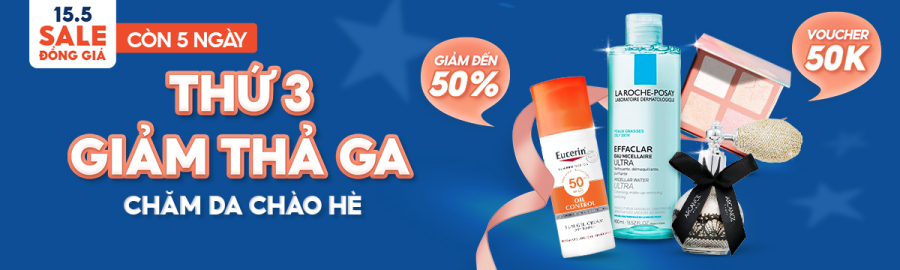 15.5
SALE
ĐỒNG GIÁ
CÒN 5 NGÀY
THỨ 3
GIẢM THẢ GA
CHĂM DA CHÀO HÈ
GIẢM ĐẾN
50%
VOUCHER
50K
Eucerin
50+
OIL
CONTROL
LA ROCHE-POSAY
LABORATOIRE DERMATOLOGIQUE
EFFACLAR
EAU MICELLAIRE
ULTRA
MICELLAR WATER
ULTRA